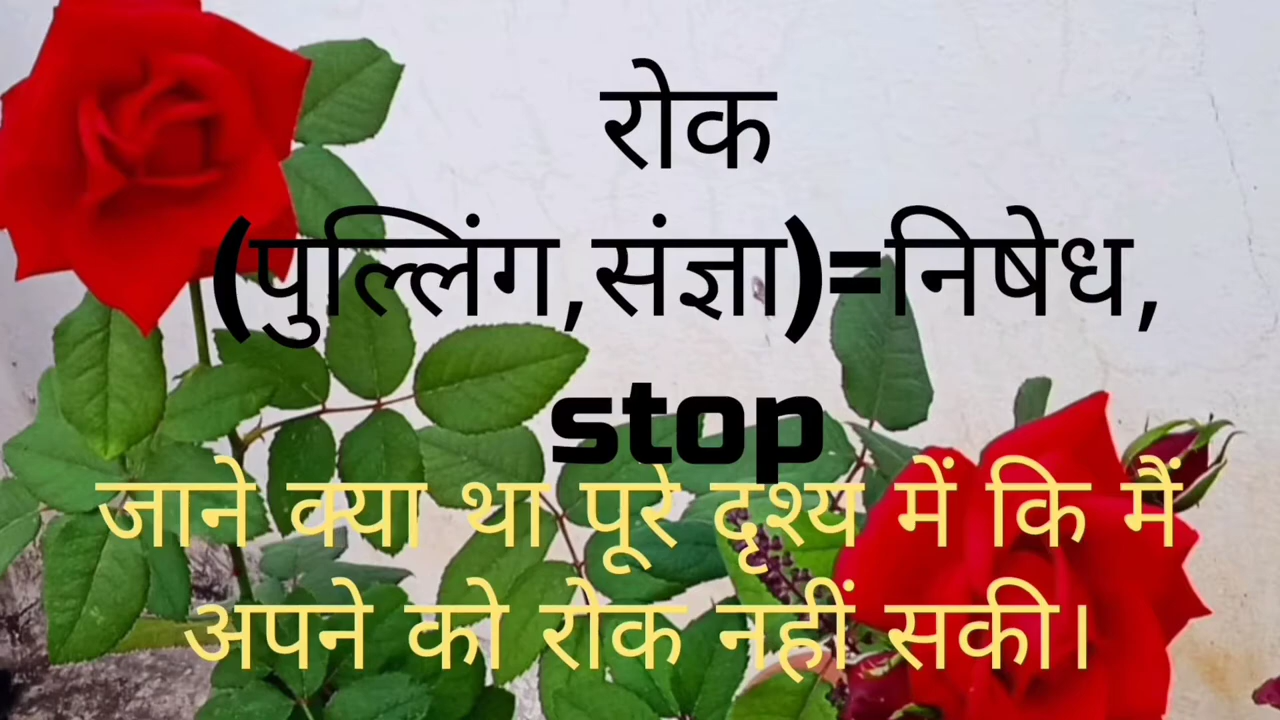 रोक
(पुल्लिंग,संज्ञा)=निषेध,
stop
जाने क्या था पूरे दृश्य में कि मैं
अपने को रोक नहीं सकी।